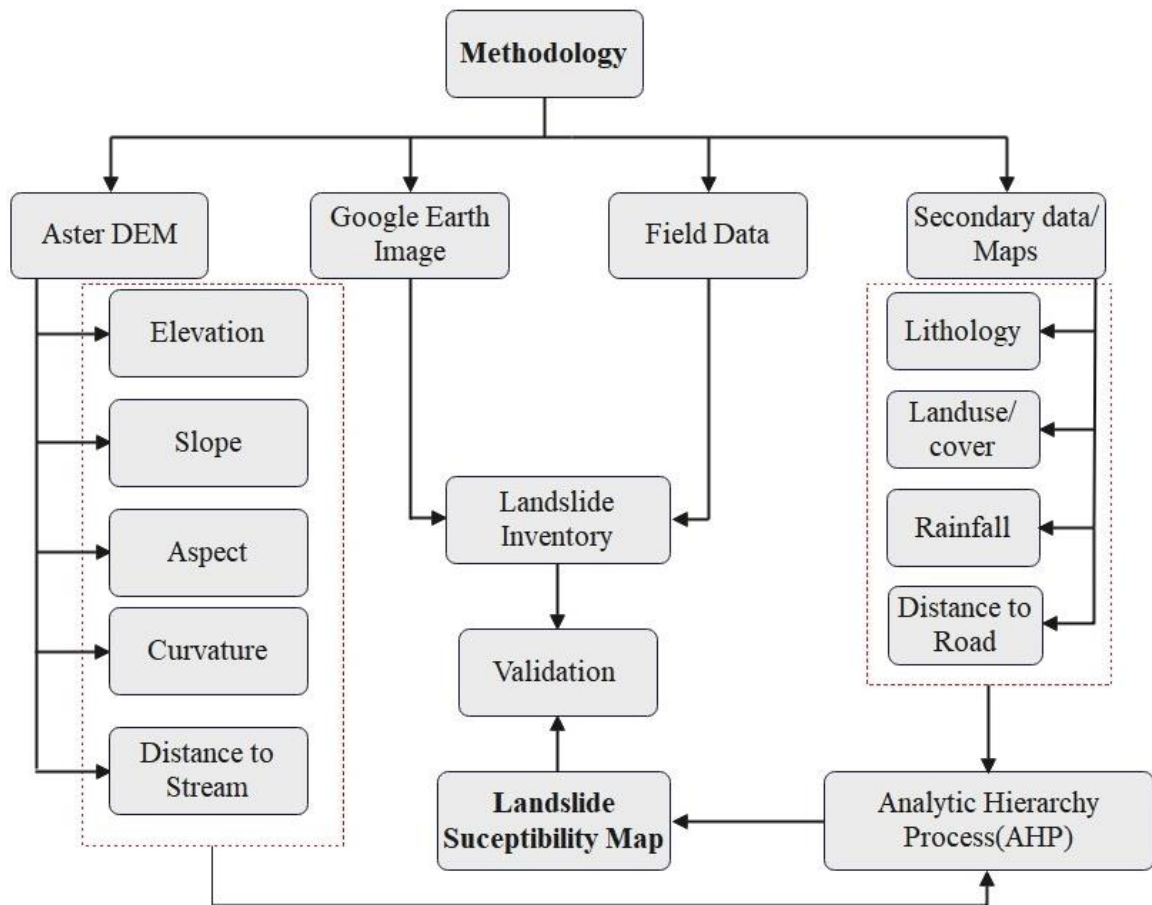 Methodology
Aster DEM
Google Earth
Image
Field Data
Secondary data/
Maps
Elevation
Slope
Aspect
Curvature
Distance to
Stream
Landslide
Inventory
Validation
Landslide
Suceptibility Map
Lithology
Landuse/
cover
Rainfall
Distance to
Road
Analytic Hierarchy
Process(AHP)